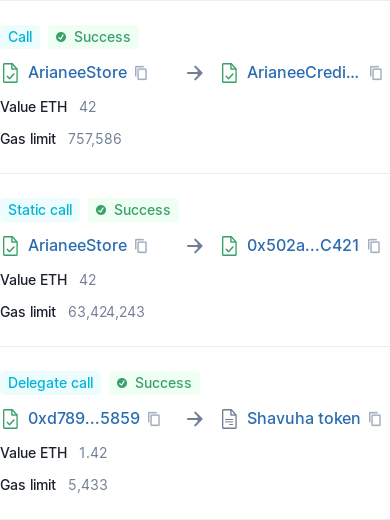 Call Success
ArianeeStore ArianeeCredi...
Value ETH 42
Gas limit 757,586
Static call Success
ArianeeStore 0x502a...C421
Value ETH 42
Gas limit 63,424,243
Delegate call Success
0xd789...5859 Shavuha token
Value ETH 1.42
Gas limit 5,433